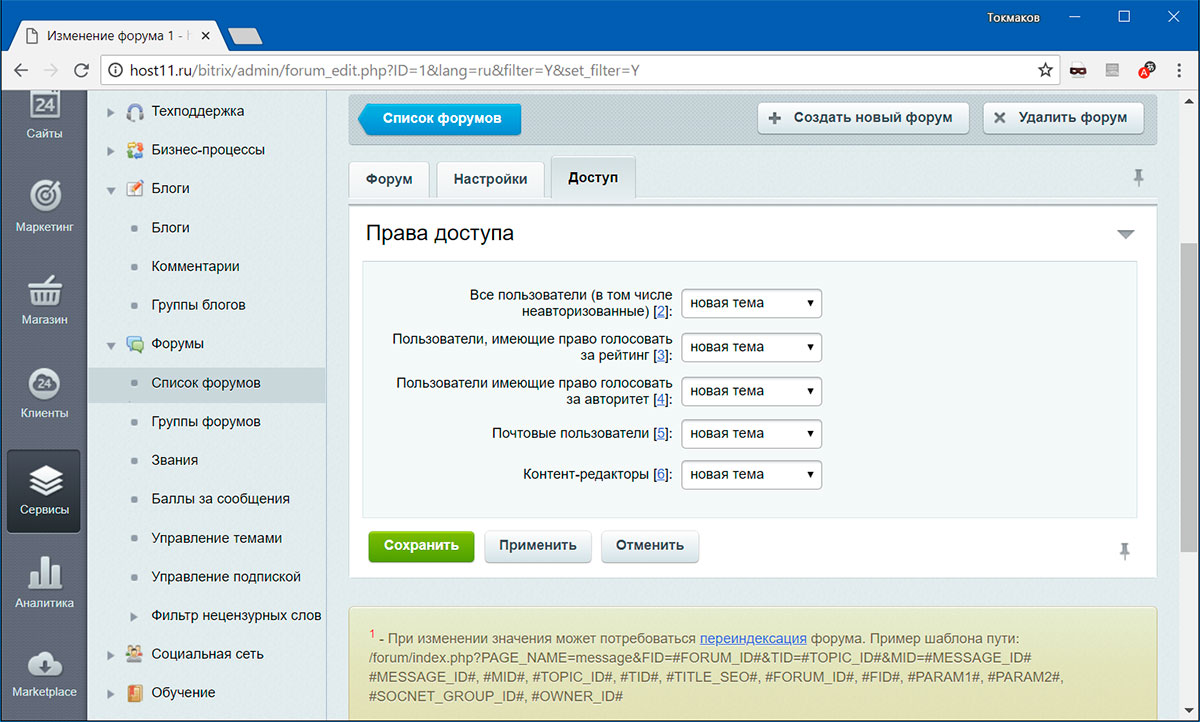 Токмаков
Изменение форума 1 - h
host11.ru/bitrix/admin/forum_edit.php?ID=1&lang=ru&filter=Y&set_filter=Y
24
Сайты
Маркетинг
Магазин
24
Клиенты
Сервисы
Аналитика
Marketplace
Техподдержка
Бизнес-процессы
Блоги
Блоги
Комментарии
Группы блогов
Форумы
Список форумов
Группы форумов
Звания
Баллы за сообщения
Управление темами
Управление подпиской
Фильтр нецензурных слов
Социальная сеть
Обучение
Список форумов
Создать новый форум
Удалить форум
Форум
Настройки
Доступ
Права доступа
Все пользователи (в том числе
неавторизованные) [2]:
новая тема
Пользователи, имеющие право голосовать
за рейтинг [3]:
новая тема
Пользователи имеющие право голосовать
за авторитет [4]:
новая тема
Почтовые пользователи [5]:
новая тема
Контент-редакторы [6]:
новая тема
Сохранить
Применить
Отменить
1 - При изменении значения может потребоваться переиндексация форума. Пример шаблона пути:
/forum/index.php?PAGE_NAME=message&FID=#FORUM_ID#&TID=#TOPIC_ID#&MID=#MESSAGE_ID#
#MESSAGE_ID#, #MID#, #TOPIC_ID#, #TID#, #TITLE_SEO#, #FORUM_ID#, #FID#, #PARAM1#, #PARAM2#,
#SOCNET_GROUP_ID#, #OWNER_ID#